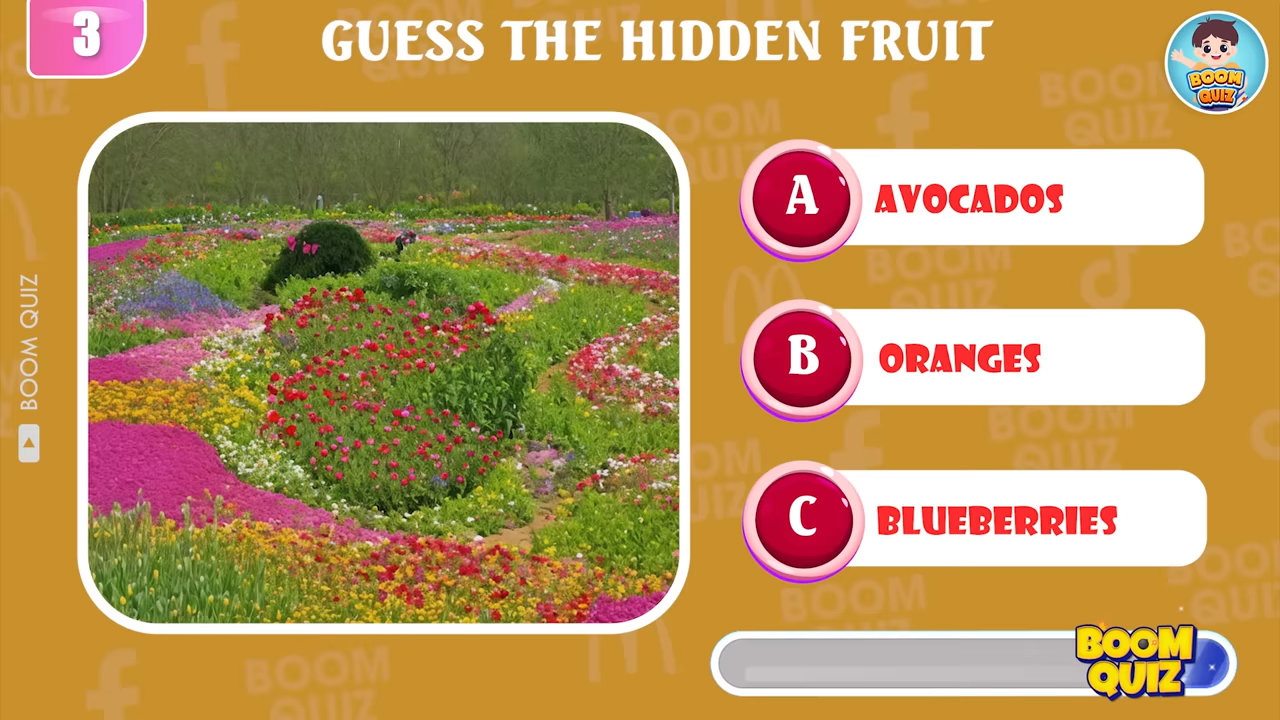 3
GUESS THE HIDDEN FRUIT
BOOM
QUIZ
A
AVOCADOS
B
ORANGES
C
BLUEBERRIES
BOOM QUIZ
BOOM
QUIZ